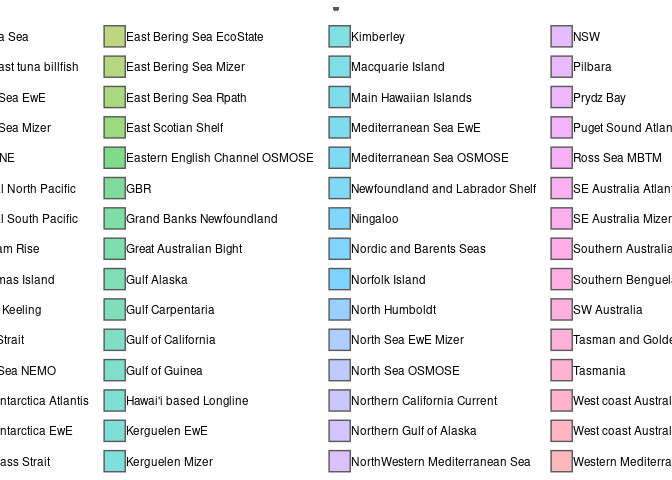 a Sea
ast tuna billfish
Sea EwE
Sea Mizer
NE
l North Pacific
l South Pacific
am Rise
mas Island
Keeling
Strait
Sea NEMO
ntarctica Atlantis
ntarctica EwE
ass Strait
East Bering Sea EcoState
East Bering Sea Mizer
East Bering Sea Rpath
East Scotian Shelf
Eastern English Channel OSMOSE
GBR
Grand Banks Newfoundland
Great Australian Bight
Gulf Alaska
Gulf Carpentaria
Gulf of California
Gulf of Guinea
Hawai'i based Longline
Kerguelen EwE
Kerguelen Mizer
Kimberley
Macquarie Island
Main Hawaiian Islands
Mediterranean Sea EwE
Mediterranean Sea OSMOSE
Newfoundland and Labrador Shelf
Ningaloo
Nordic and Barents Seas
Norfolk Island
North Humboldt
North Sea EwE Mizer
North Sea OSMOSE
Northern California Current
Northern Gulf of Alaska
NorthWestern Mediterranean Sea
NSW
Pilbara
Prydz Bay
Puget Sound Atlan
Ross Sea MBTM
SE Australia Atlan
SE Australia Mizer
Southern Australia
Southern Benguel
SW Australia
Tasman and Golde
Tasmania
West coast Austral
West coast Austral
Western Mediterra